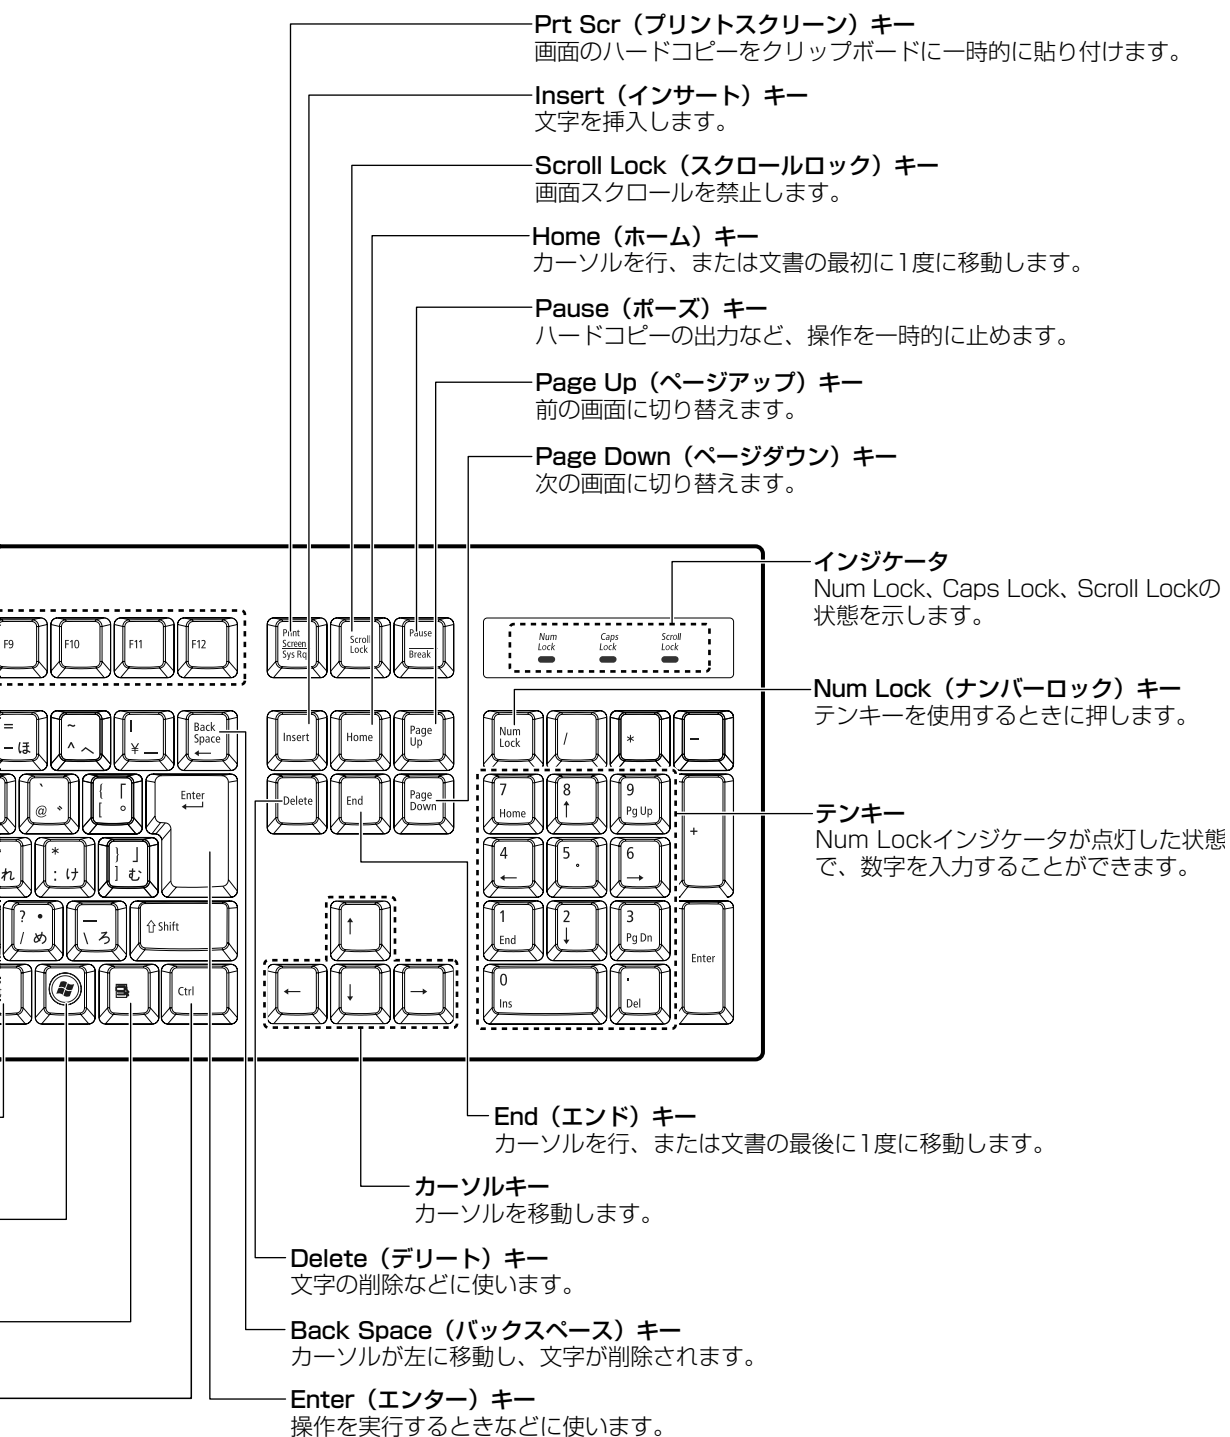 Prt Scr（プリントスクリーン）キー
画面のハードコピーをクリップボードに一時的に貼り付けます。
Insert（インサート）キー
文字を挿入します。
Scroll Lock（スクロールロック）キー
画面スクロールを禁止します。
Home（ホーム）キー
カーソルを行、または文書の最初に1度に移動します。
Pause（ポーズ）キー
ハードコピーの出力など、操作を一時的に止めます。
Page Up（ページアップ）キー
前の画面に切り替えます。
Page Down（ページダウン）キー
次の画面に切り替えます。
インジケータ
Num Lock、Caps Lock、Scroll Lockの
状態を示します。
Num Lock（ナンバーロック）キー
テンキーを使用するときに押します。
テンキー
Num Lockインジケータが点灯した状態
で、数字を入力することができます。
F9
F10
F11
F12
Print
Screen
Sys Rq
Scroll
Lock
Pause
Break
Num
Lock
Caps
Lock
Scroll
Lock
=
- ほ
~
^ へ
|
¥ ー
Back
Space
←
Insert
Home
Page
Up
Num
Lock
/
*
-
`
@ ゛
{ 「
[ ゜
Enter
Delete
End
Page
Down
7
Home
8
↑
9
Pg Up
+
れ
*
: け
} 」
] む
4
←
5
6
→
? ・
/ め
_
\ ろ
⇧ Shift
↑
1
End
2
↓
3
Pg Dn
Enter
Ctrl
←
↓
→
0
Ins
.
Del
End（エンド）キー
カーソルを行、または文書の最後に1度に移動します。
カーソルキー
カーソルを移動します。
Delete（デリート）キー
文字の削除などに使います。
Back Space（バックスペース）キー
カーソルが左に移動し、文字が削除されます。
Enter（エンター）キー
操作を実行するときなどに使います。